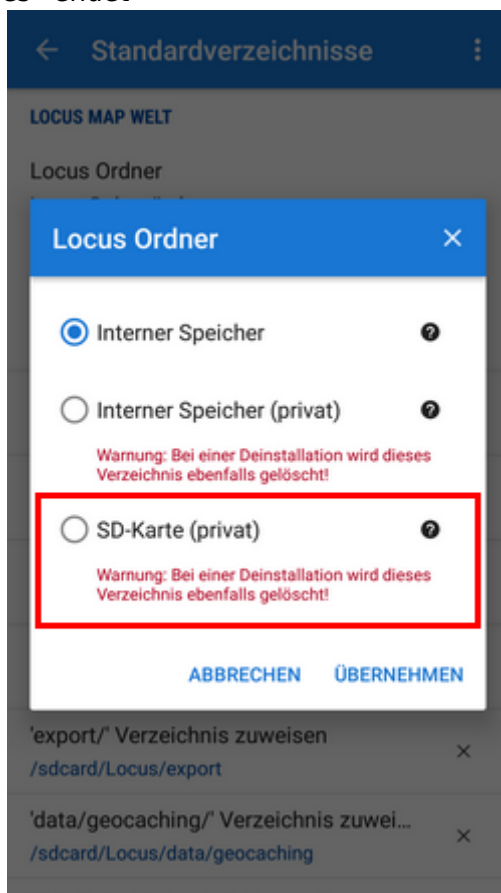 Standardverzeichnisse
LOCUS MAP WELT
Locus Ordner
Locus Ordner
Interner Speicher
Interner Speicher (privat)
Warnung: Bei einer Deinstallation wird dieses
Verzeichnis ebenfalls gelöscht!
SD-Karte (privat)
Warnung: Bei einer Deinstallation wird dieses
Verzeichnis ebenfalls gelöscht!
ABBRECHEN ÜBERNEHMEN
'export/' Verzeichnis zuweisen
/sdcard/Locus/export
'data/geocaching/' Verzeichnis zuwei...
/sdcard/Locus/data/geocaching